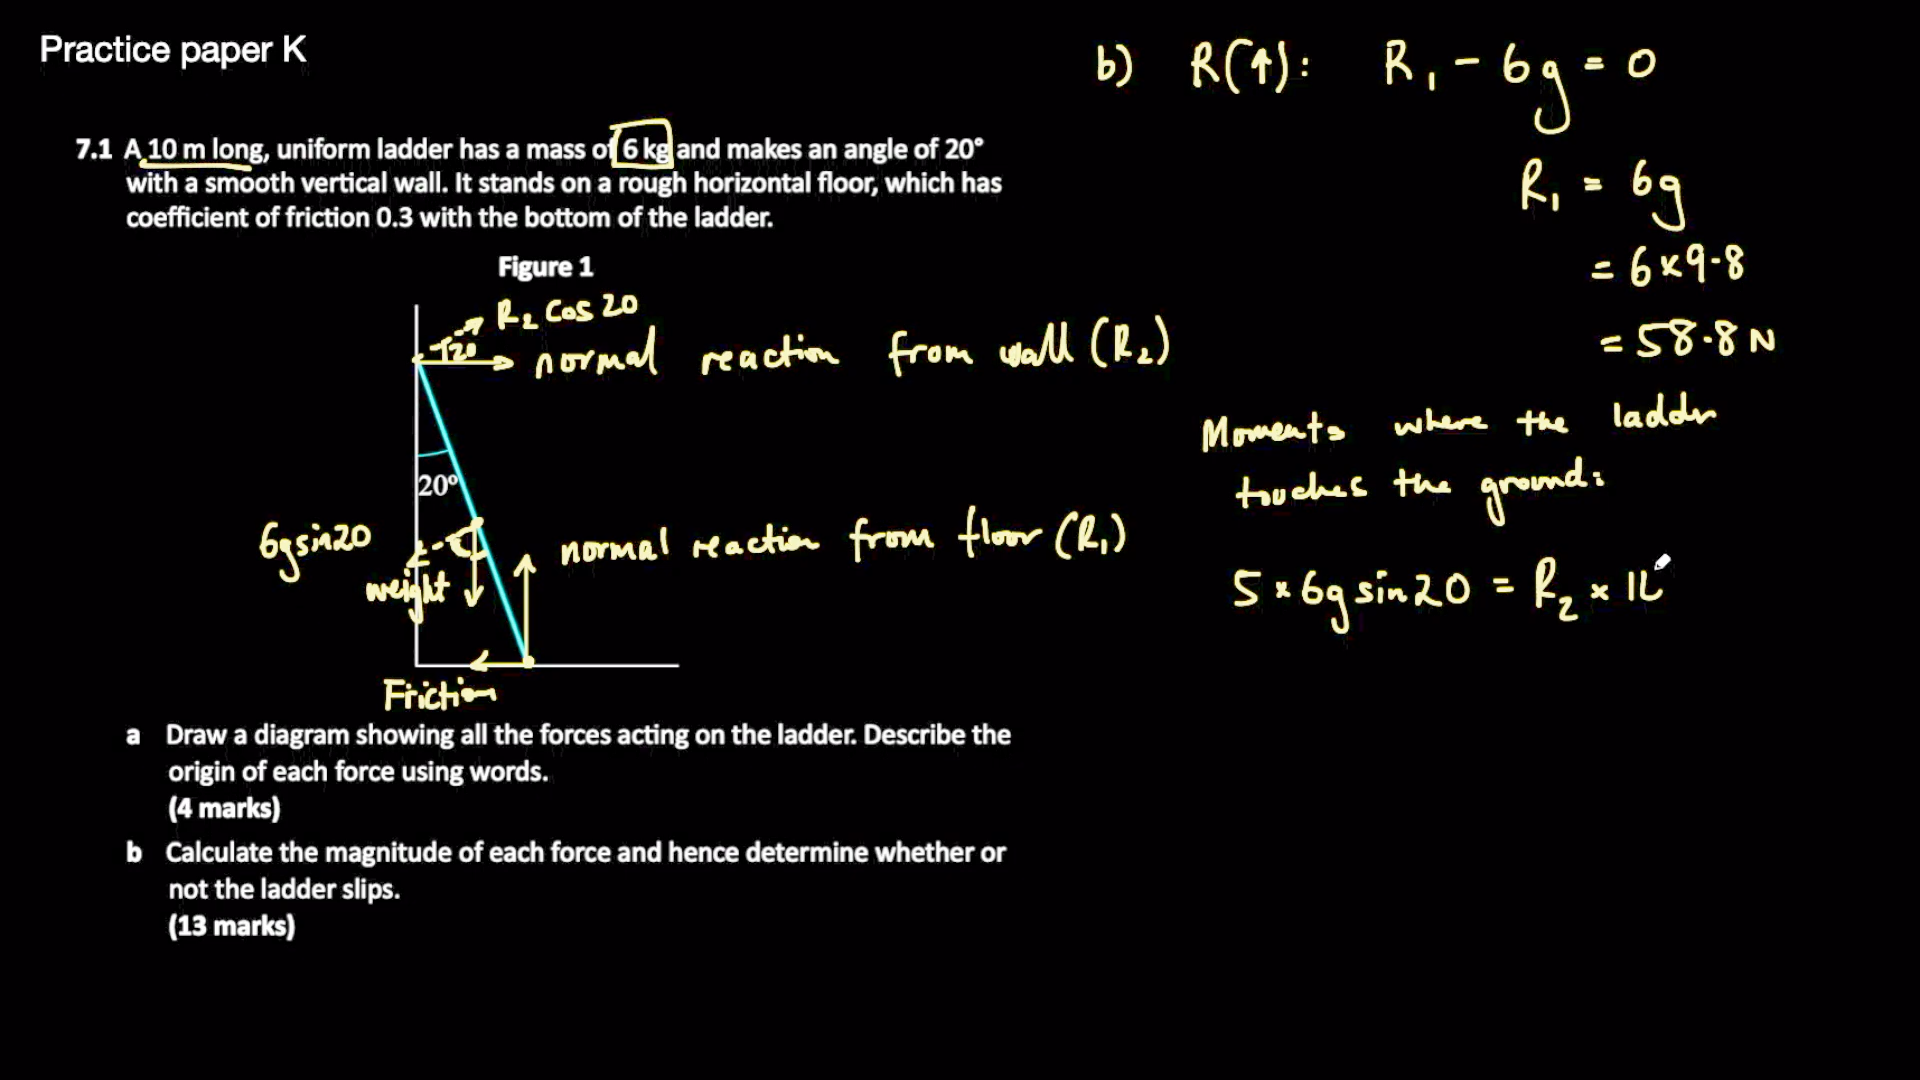 Practice paper K
7.1 A 10 m long, uniform ladder has a mass of 6 kg and makes an angle of 20°
with a smooth vertical wall. It stands on a rough horizontal floor, which has
coefficient of friction 0.3 with the bottom of the ladder.
Figure 1
R₂ cos 20
20
normal reaction from wall (R₂)
20°
6g sin20
weight
normal reaction from floor (R₁)
Friction
a Draw a diagram showing all the forces acting on the ladder. Describe the
origin of each force using words.
(4 marks)
b Calculate the magnitude of each force and hence determine whether or
not the ladder slips.
(13 marks)
b) R(↑): R₁ - 6g = 0
R₁ = 6g
= 6×9.8
= 58.8 N
Moments where the ladder
touches the ground:
5 × 6g sin20 = R₂ × 1